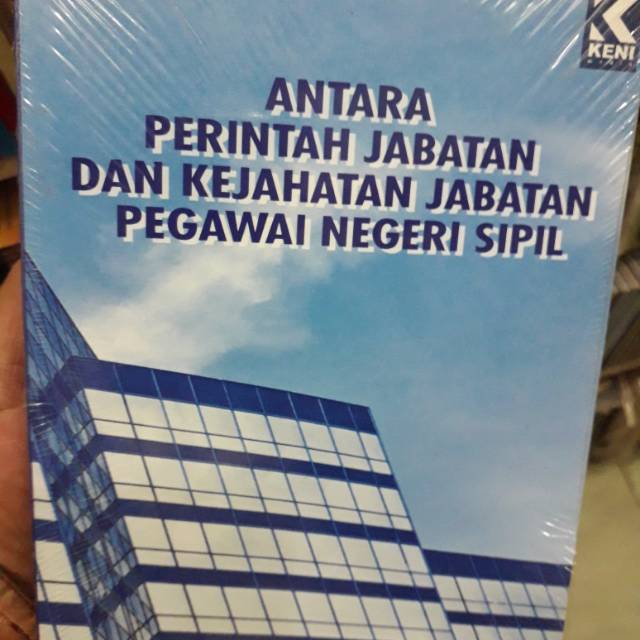 K
KENI
ANTARA
PERINTAH JABATAN
DAN KEJAHATAN JABATAN
PEGAWAI NEGERI SIPIL